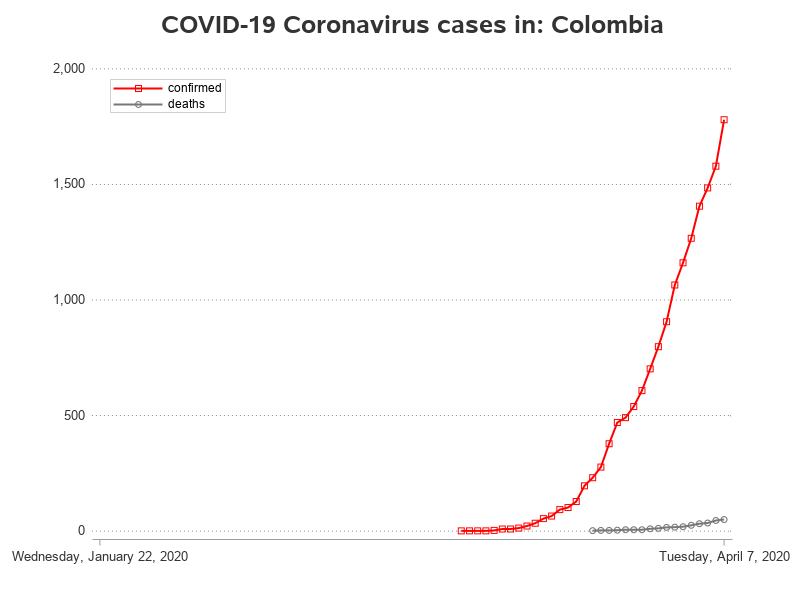 COVID-19 Coronavirus cases in: Colombia
2,000
confirmed
deaths
1,500
1,000
500
0
Wednesday, January 22, 2020 Tuesday, April 7, 2020